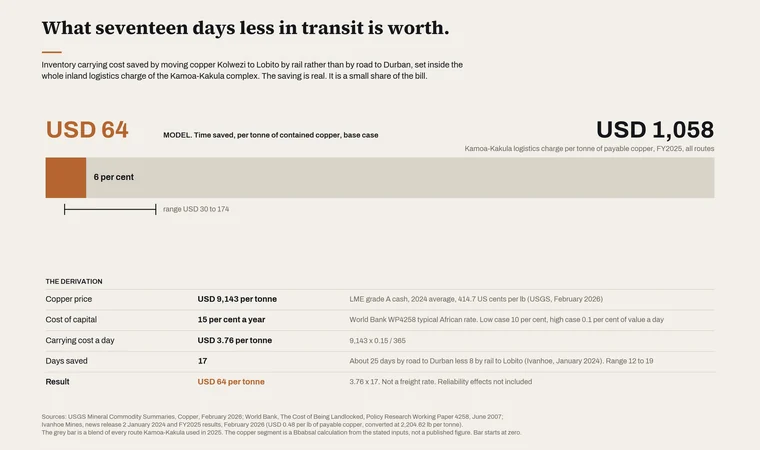 What seventeen days less in transit is worth.
Inventory carrying cost saved by moving copper Kolwezi to Lobito by rail rather than by road to Durban, set inside the
whole inland logistics charge of the Kamoa-Kakula complex. The saving is real. It is a small share of the bill.
USD 64
MODEL. Time saved, per tonne of contained copper, base case
USD 1,058
Kamoa-Kakula logistics charge per tonne of payable copper, FY2025, all routes
6 per cent
range USD 30 to 174
THE DERIVATION
Copper price USD 9,143 per tonne LME grade A cash, 2024 average, 414.7 US cents per lb (USGS, February 2026)
Cost of capital 15 per cent a year World Bank WP4258 typical African rate. Low case 10 per cent, high case 0.1 per cent of value a day
Carrying cost a day USD 3.76 per tonne 9,143 x 0.15 / 365
Days saved 17 About 25 days by road to Durban less 8 by rail to Lobito (Ivanhoe, January 2024). Range 12 to 19
Result USD 64 per tonne 3.76 x 17. Not a freight rate. Reliability effects not included
Sources: USGS Mineral Commodity Summaries, Copper, February 2026; World Bank, The Cost of Being Landlocked, Policy Research Working Paper 4258, June 2007;
Ivanhoe Mines, news release 2 January 2024 and FY2025 results, February 2026 (USD 0.48 per lb of payable copper, converted at 2,204.62 lb per tonne).
The grey bar is a blend of every route Kamoa-Kakula used in 2025. The copper segment is a Bbabsal calculation from the stated inputs, not a published figure. Bar starts at zero.